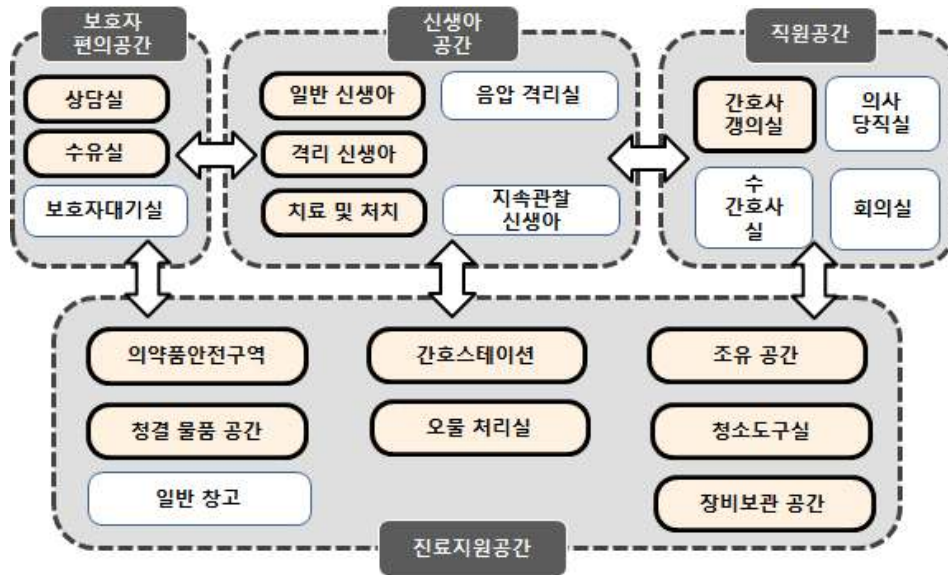 보호자
편의공간
상담실
수유실
보호자대기실
신생아
공간
일반 신생아
음압 격리실
격리 신생아
치료 및 처치
지속관찰
신생아
직원공간
간호사
갱의실
의사
당직실
수
간호사
실
회의실
의약품안전구역
간호스테이션
조유 공간
청결 물품 공간
오물 처리실
청소도구실
일반 창고
장비보관 공간
진료지원공간